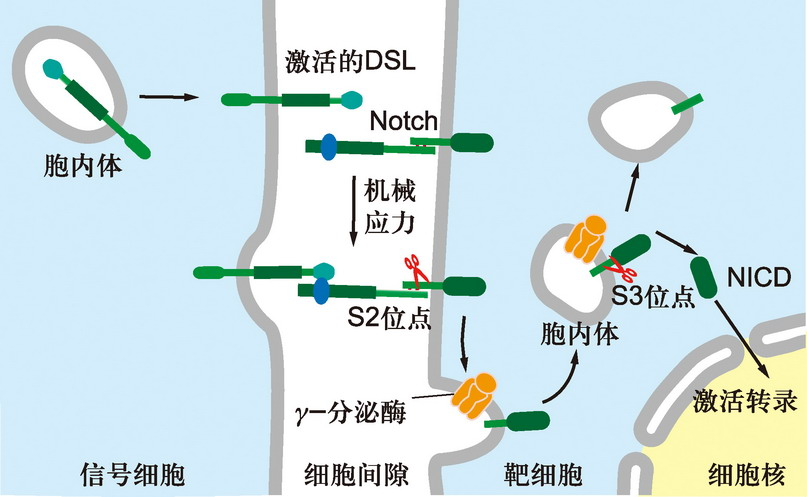 激活的DSL
Notch
胞内体
机械
应力
S2位点
NICD
S3位点
胞内体
γ-分泌酶
激活转录
信号细胞
细胞间隙
靶细胞
细胞核